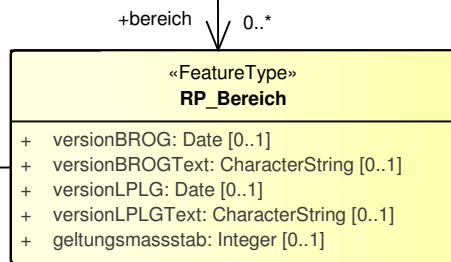 +bereich 0..*
«FeatureType»
RP_Bereich
+ versionBROG: Date [0..1]
+ versionBROGText: CharacterString [0..1]
+ versionLPLG: Date [0..1]
+ versionLPLGText: CharacterString [0..1]
+ geltungsmassstab: Integer [0..1]